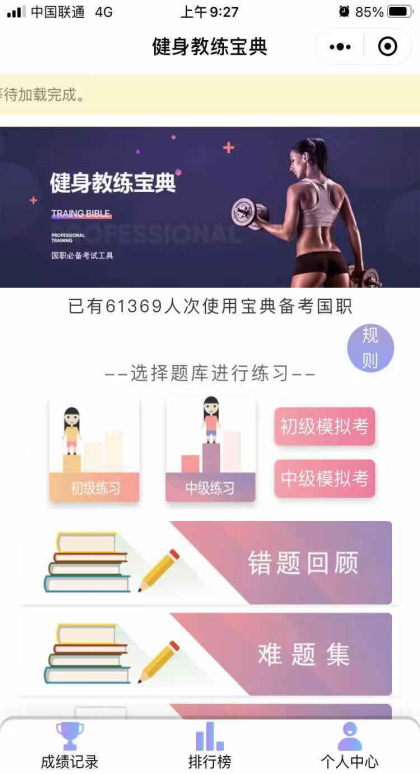 中国联通 4G 上午9:27 85%
健身教练宝典
待加载完成。
健身教练宝典
TRAING BIBLE
PROFESSIONAL
PROFESSIONAL
TRAINING
国职必备考试工具
已有61369人次使用宝典备考国职
规
则
--选择题库进行练习--
初级模拟考
初级练习
中级练习
中级模拟考
错题回顾
难题集
成绩记录
排行榜
个人中心